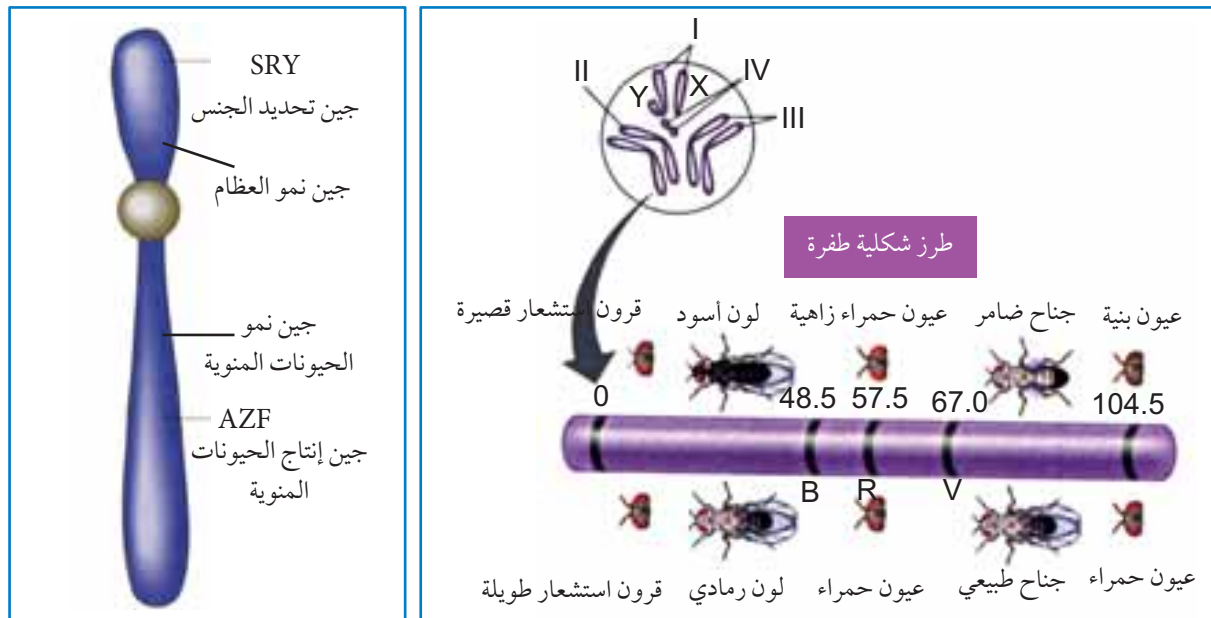 SRY
جين تحديد الجنس
جين نمو العظام
جين نمو
الحيونات المنوية
AZF
جين إنتاج الحيونات
المنوية
I
II
IV
Y
X
III
طرز شكلية طفرة
قرون استشعار قصيرة
لون أسود
عيون حمراء زاهية
جناح ضامر
عيون بنية
0
48.5
57.5
67.0
104.5
B
R
V
قرون استشعار طويلة
لون رمادي
عيون حمراء
جناح طبيعي
عيون حمراء